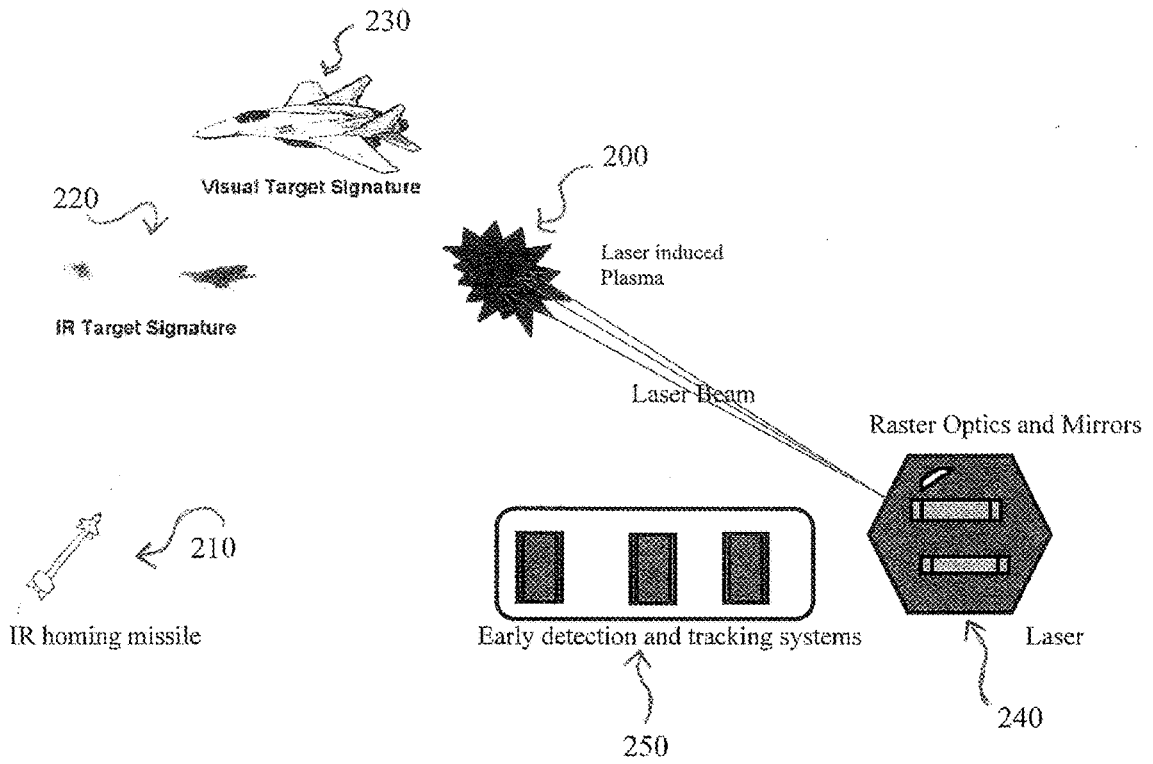 230
Visual Target Signature
200
220
Laser induced
Plasma
IR Target Signature
Laser Beam
Raster Optics and Mirrors
210
IR homing missile
Early detection and tracking systems
Laser
240
250